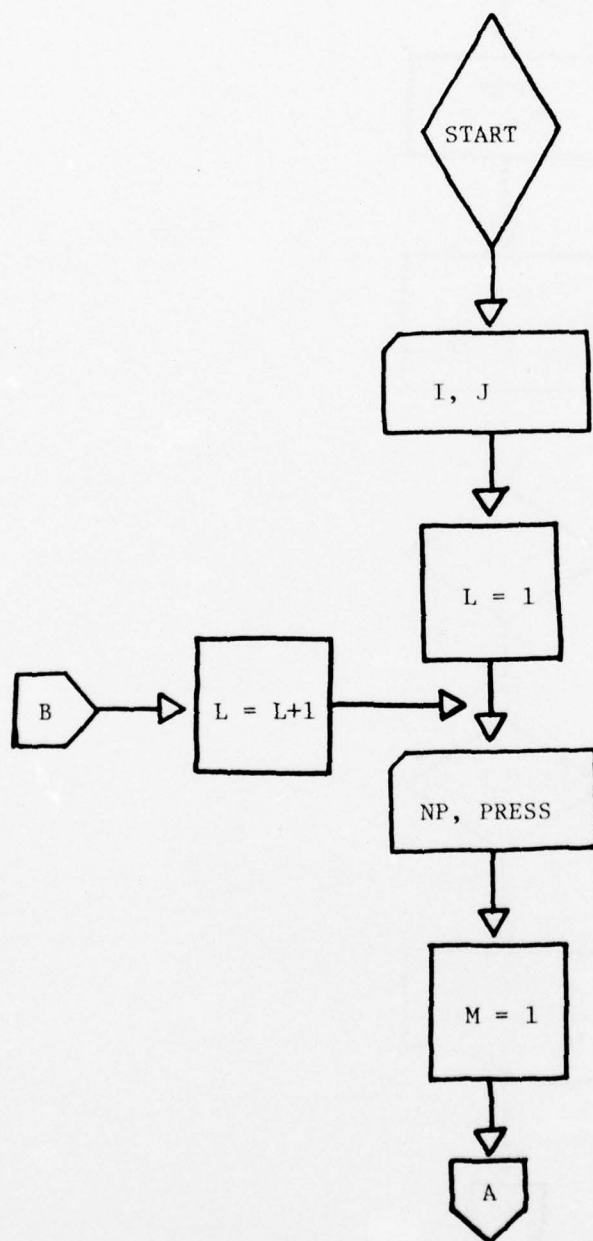 START
I, J
L = 1
B
L = L+1
NP, PRESS
M = 1
A